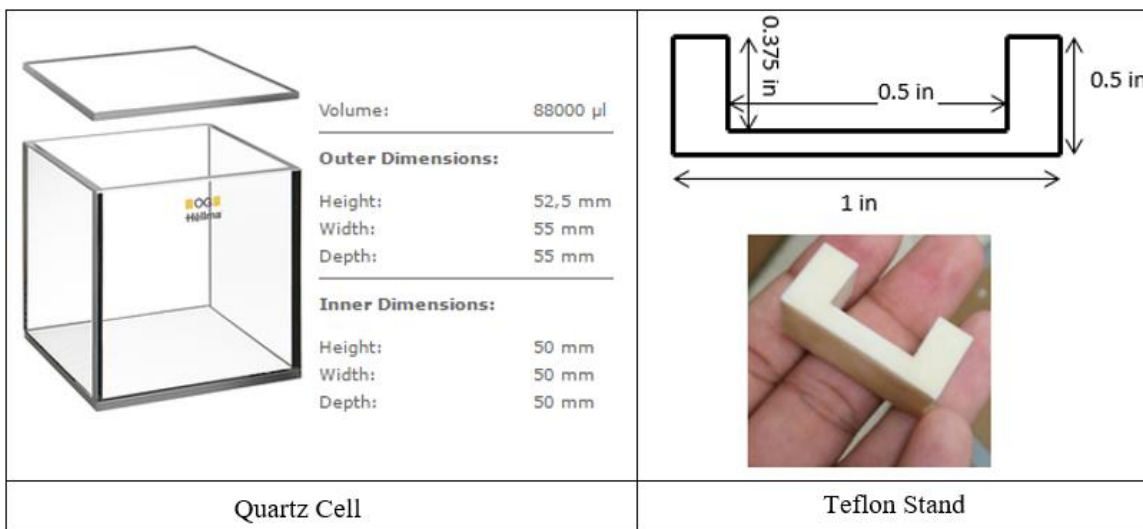 Volume: 88000 µl
Outer Dimensions:
Height: 52,5 mm
Width: 55 mm
Depth: 55 mm
Inner Dimensions:
Height: 50 mm
Width: 50 mm
Depth: 50 mm
Hellma
0.375 in
0.5 in
0.5 in
1 in
Quartz Cell
Teflon Stand